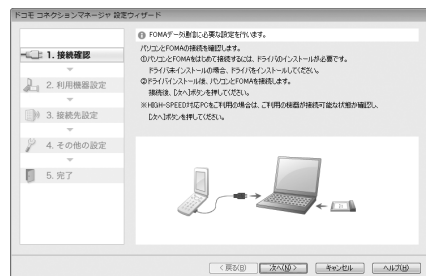 ドコモ コネクションマネージャ 設定ウィザード
FOMAデータ通信に必要な設定を行います。
1. 接続確認
2. 利用機器設定
3. 接続先設定
4. その他の設定
5. 完了
パソコンとFOMAの接続を確認します。
①パソコンとFOMAをはじめて接続するには、ドライバのインストールが必要です。
ドライバ未インストールの場合、ドライバをインストールしてください。
②ドライバインストール後、パソコンとFOMAを接続します。
接続後、[次へ]ボタンを押してください。
※HIGH-SPEED対応PCをご利用の場合は、ご利用の機器が接続可能な状態か確認し、
[次へ]ボタンを押してください。
< 戻る(B)
次へ(N) >
キャンセル
ヘルプ(H)